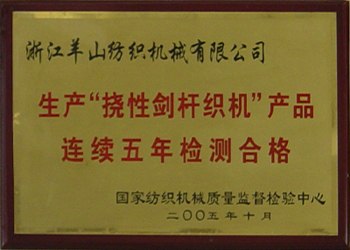 浙江羊山纺织机械有限公司
生产“挠性剑杆织机”产品
连续五年检测合格
国家纺织机械质量监督检验中心
二〇〇五年十月